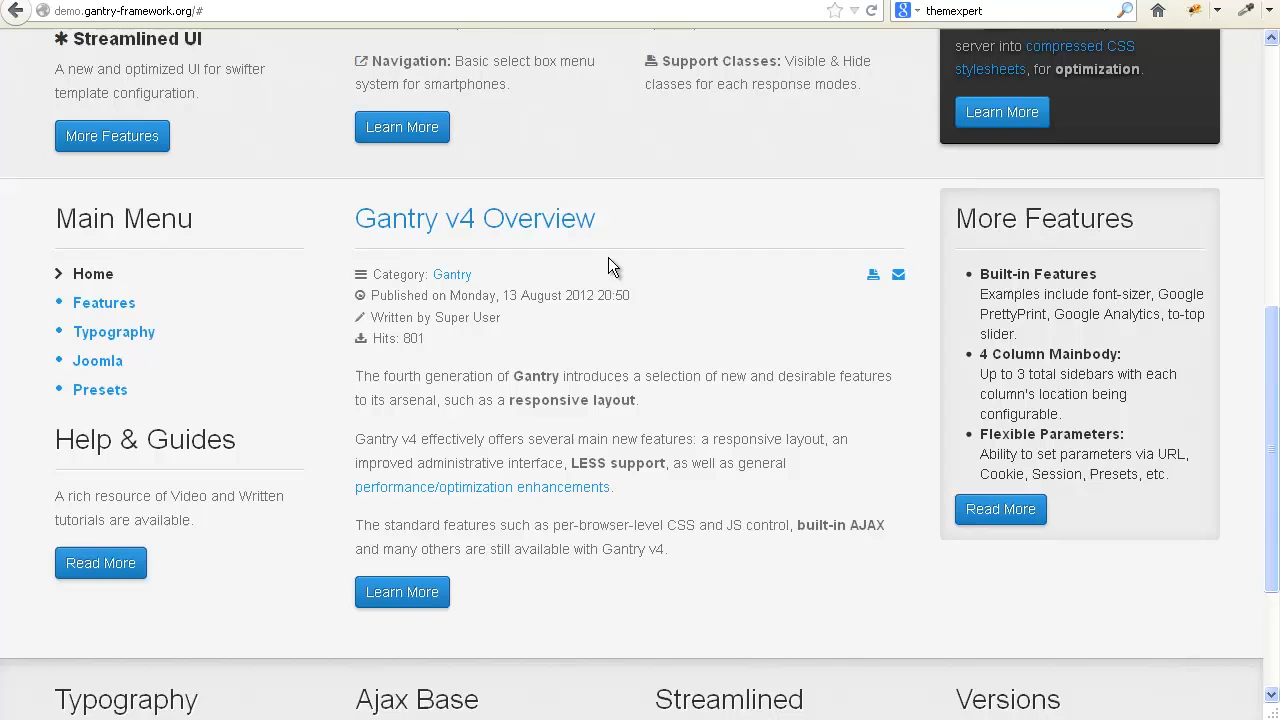 demo.gantry-framework.org/#
themexpert
Streamlined UI
A new and optimized UI for swifter
template configuration.
More Features
Navigation: Basic select box menu
system for smartphones.
Learn More
Support Classes: Visible & Hide
classes for each response modes.
server into compressed CSS
stylesheets, for optimization.
Learn More
Main Menu
Home
Features
Typography
Joomla
Presets
Help & Guides
A rich resource of Video and Written
tutorials are available.
Read More
Gantry v4 Overview
Category: Gantry
Published on Monday, 13 August 2012 20:50
Written by Super User
Hits: 801
The fourth generation of Gantry introduces a selection of new and desirable features
to its arsenal, such as a responsive layout.
Gantry v4 effectively offers several main new features: a responsive layout, an
improved administrative interface, LESS support, as well as general
performance/optimization enhancements.
The standard features such as per-browser-level CSS and JS control, built-in AJAX
and many others are still available with Gantry v4.
Learn More
More Features
Built-in Features
Examples include font-sizer, Google
PrettyPrint, Google Analytics, to-top
slider.
4 Column Mainbody:
Up to 3 total sidebars with each
column's location being
configurable.
Flexible Parameters:
Ability to set parameters via URL,
Cookie, Session, Presets, etc.
Read More
Typography
Ajax Base
Streamlined
Versions